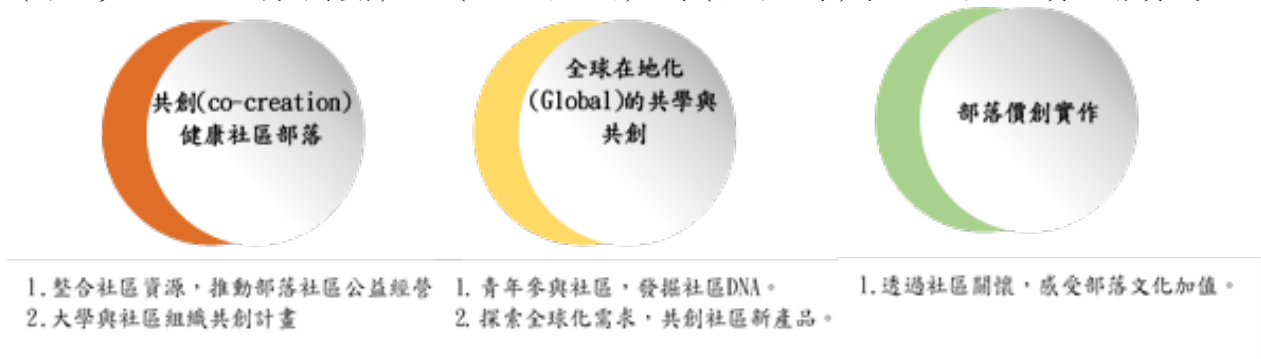 共創(co-creation)
健康社區部落
全球在地化
(Global)的共學與
共創
部落價創實作
1.整合社區資源，推動部落社區公益經營
2.大學與社區組織共創計畫
1. 青年參與社區，發掘社區DNA。
2. 探索全球化需求，共創社區新產品。
1.透過社區關懷，感受部落文化加值。